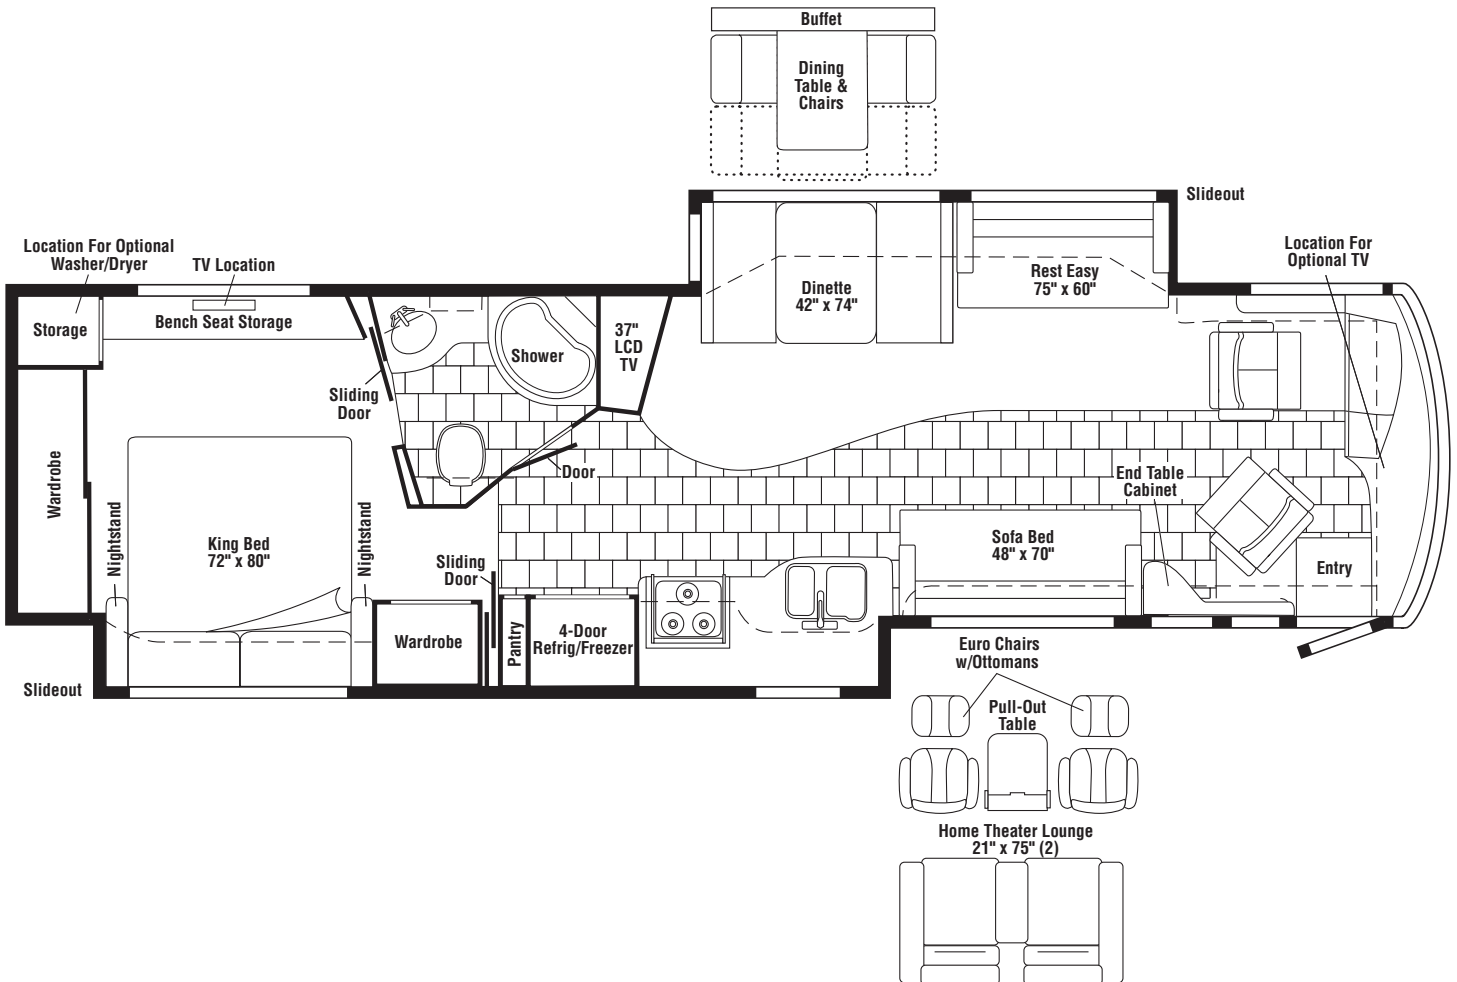 Buffet
Dining
Table &
Chairs
Slideout
Location For Optional
Washer/Dryer
TV Location
Location For
Optional TV
Rest Easy
75" x 60"
Dinette
42" x 74"
Storage
Bench Seat Storage
37"
LCD
TV
Shower
Sliding
Door
Wardrobe
Door
End Table
Cabinet
Nightstand
King Bed
72" x 80"
Nightstand
Sofa Bed
48" x 70"
Sliding
Door
Entry
Wardrobe
Pantry
4-Door
Refrig/Freezer
Slideout
Euro Chairs
w/Ottomans
Pull-Out
Table
Home Theater Lounge
21" x 75" (2)